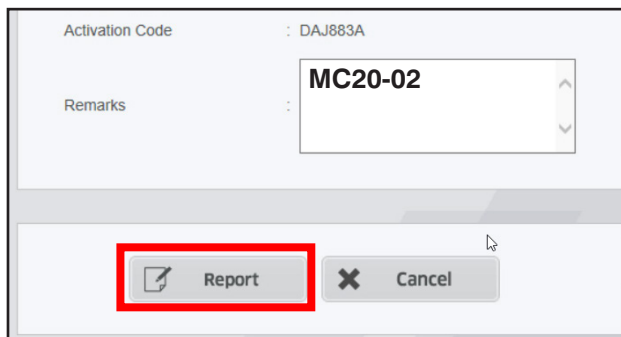 Activation Code : DAJ883A
Remarks : MC20-02
Report Cancel